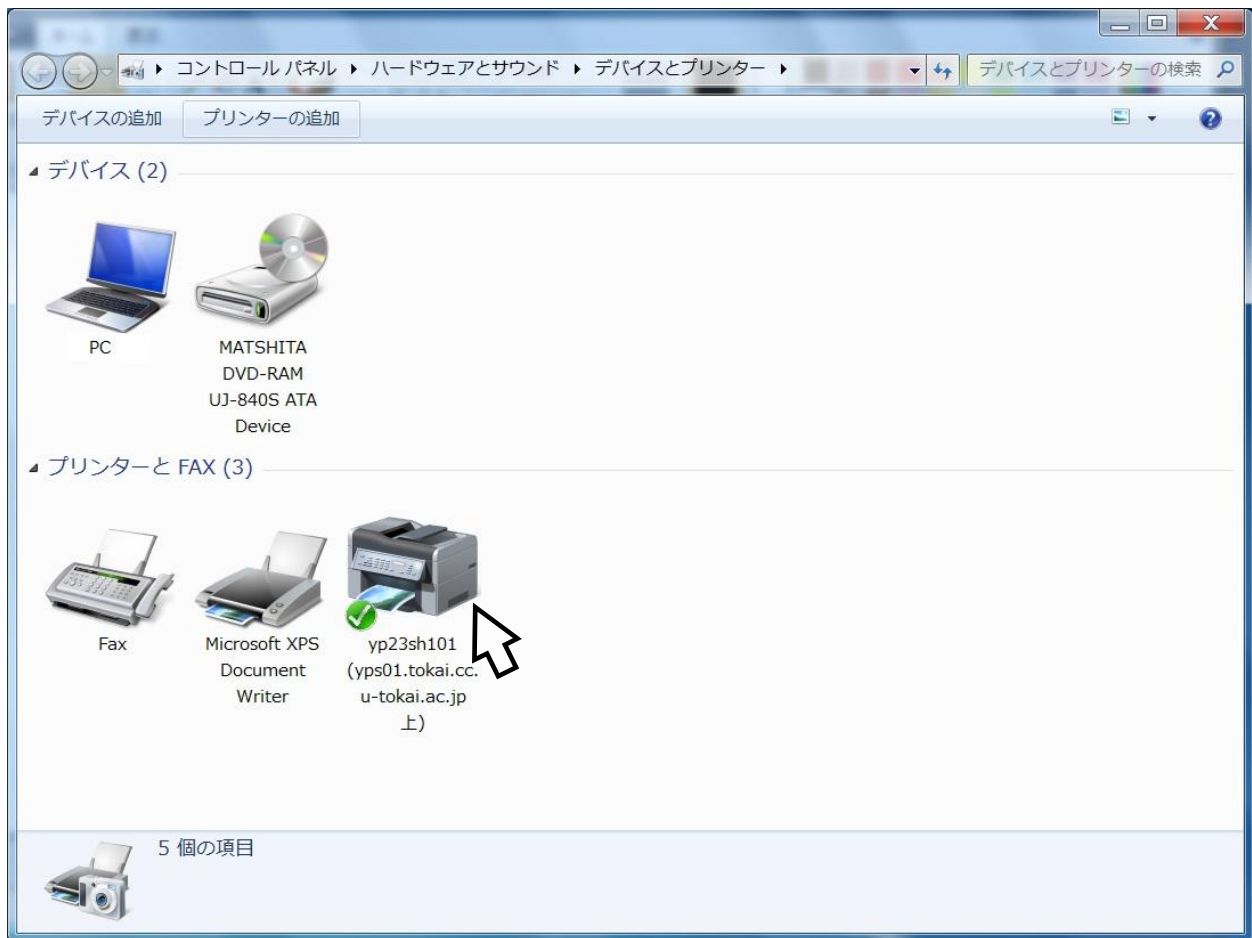 コントロール パネル ▸ ハードウェアとサウンド ▸ デバイスとプリンター ▸
デバイスとプリンターの検索
デバイスの追加 プリンターの追加
デバイス (2)
PC
MATSHITA
DVD-RAM
UJ-840S ATA
Device
プリンターと FAX (3)
Fax
Microsoft XPS
Document
Writer
yp23sh101
(yps01.tokai.cc.
u-tokai.ac.jp
上)
5 個の項目